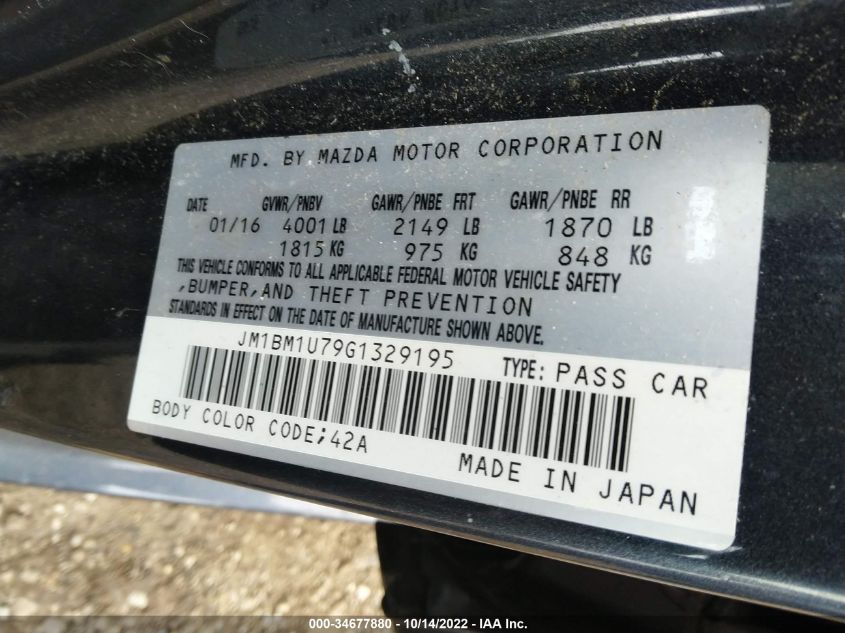 MFD. BY MAZDA MOTOR CORPORATION
DATE GVWR/PNBV GAWR/PNBE FRT GAWR/PNBE RR
01/16 4001 LB 2149 LB 1870 LB
1815 KG 975 KG 848 KG
THIS VEHICLE CONFORMS TO ALL APPLICABLE FEDERAL MOTOR VEHICLE SAFETY
,BUMPER,AND THEFT PREVENTION
STANDARDS IN EFFECT ON THE DATE OF MANUFACTURE SHOWN ABOVE.
JM1BM1U79G1329195 TYPE: PASS CAR
BODY COLOR CODE;42A
MADE IN JAPAN
000-34677880 - 10/14/2022 - IAA Inc.